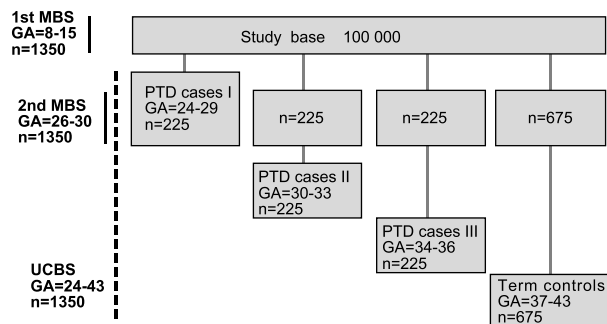 1st MBS
GA=8-15
n=1350
Study base 100 000
2nd MBS
GA=26-30
n=1350
PTD cases I
GA=24-29
n=225
n=225
n=225
n=675
PTD cases II
GA=30-33
n=225
PTD cases III
GA=34-36
n=225
UCBS
GA=24-43
n=1350
Term controls
GA=37-43
n=675